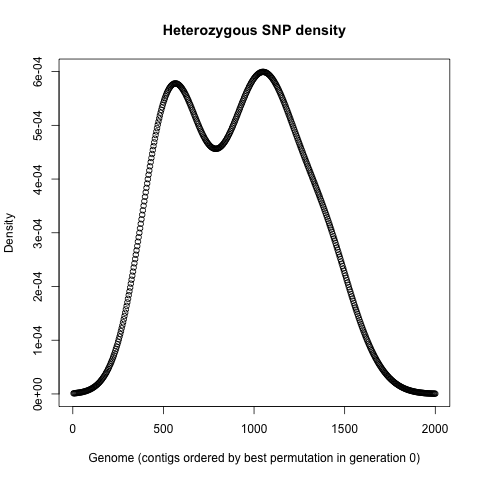 Heterozygous SNP density
Density
6e-04
5e-04
4e-04
3e-04
2e-04
1e-04
0e+00
0 500 1000 1500 2000
Genome (contigs ordered by best permutation in generation 0)